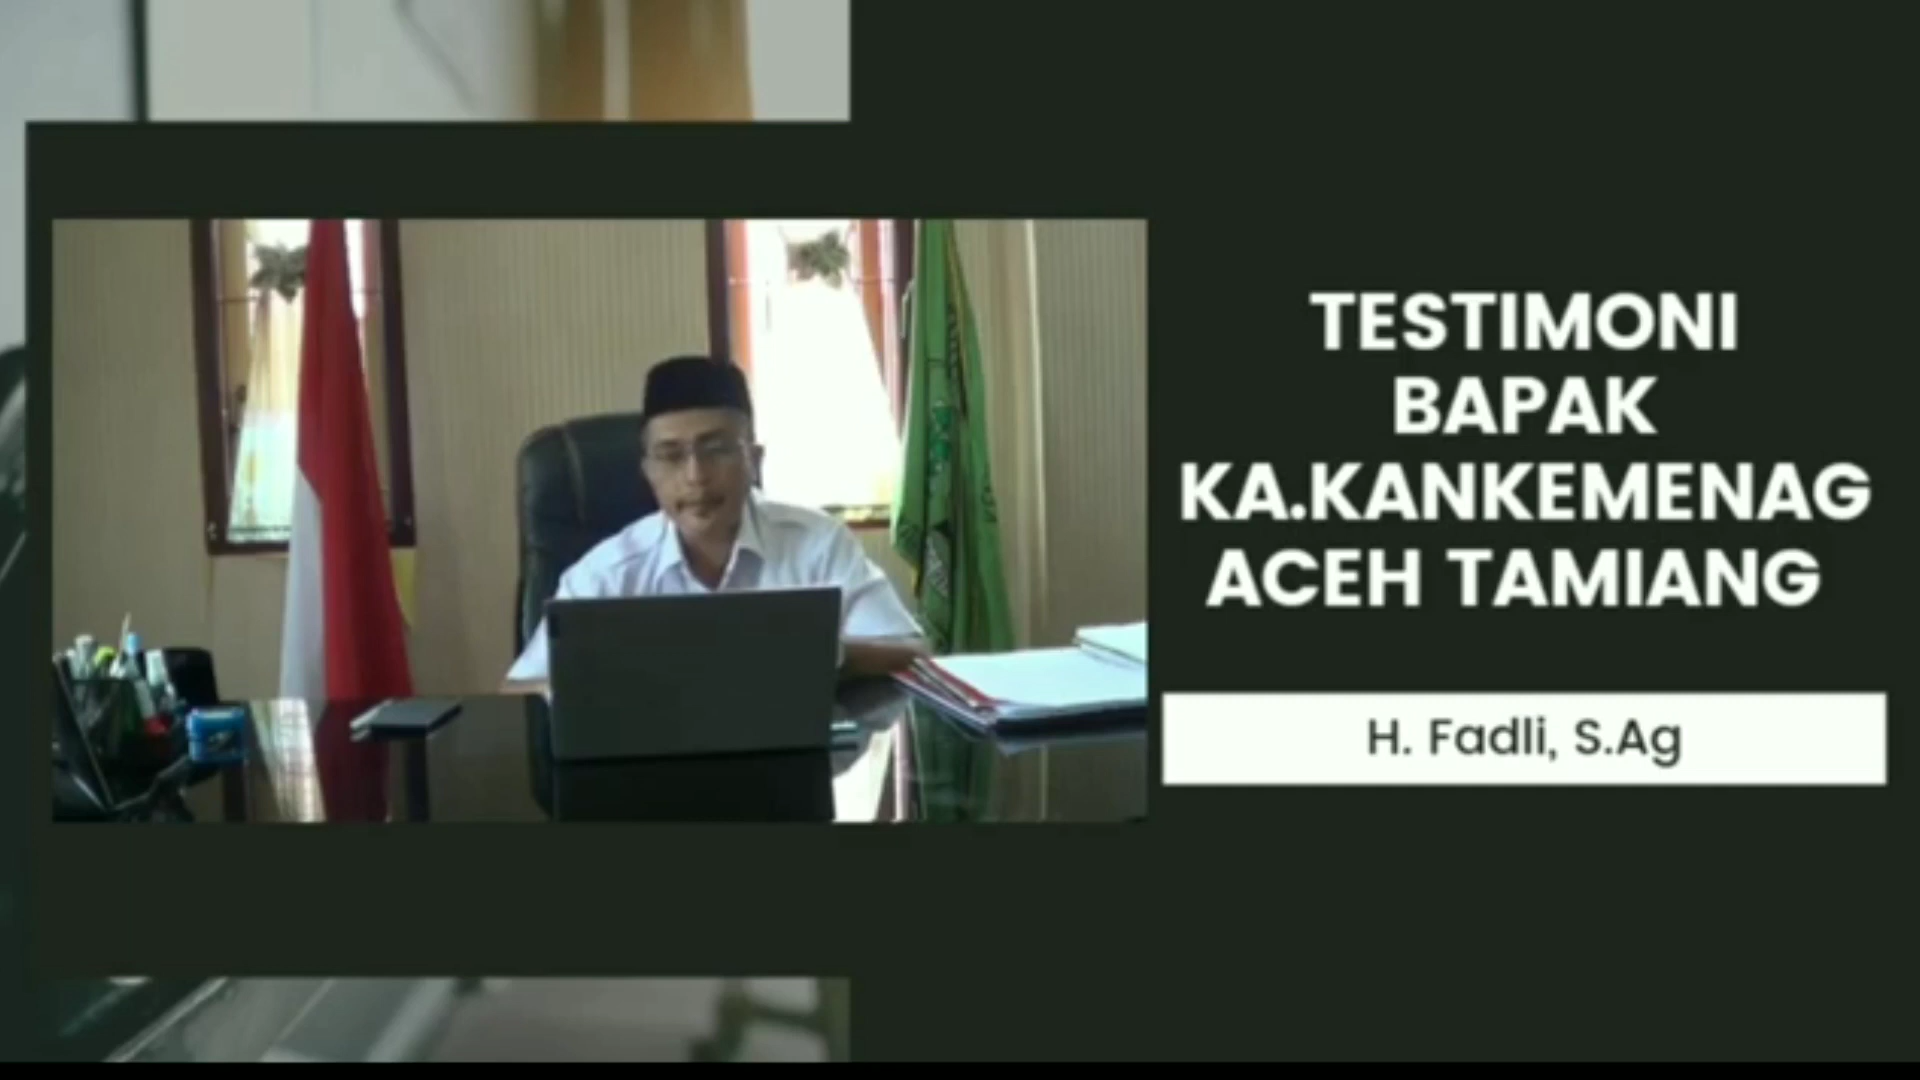 TESTIMONI
BAPAK
KA.KANKEMENAG
ACEH TAMIANG
H. Fadli, S.Ag